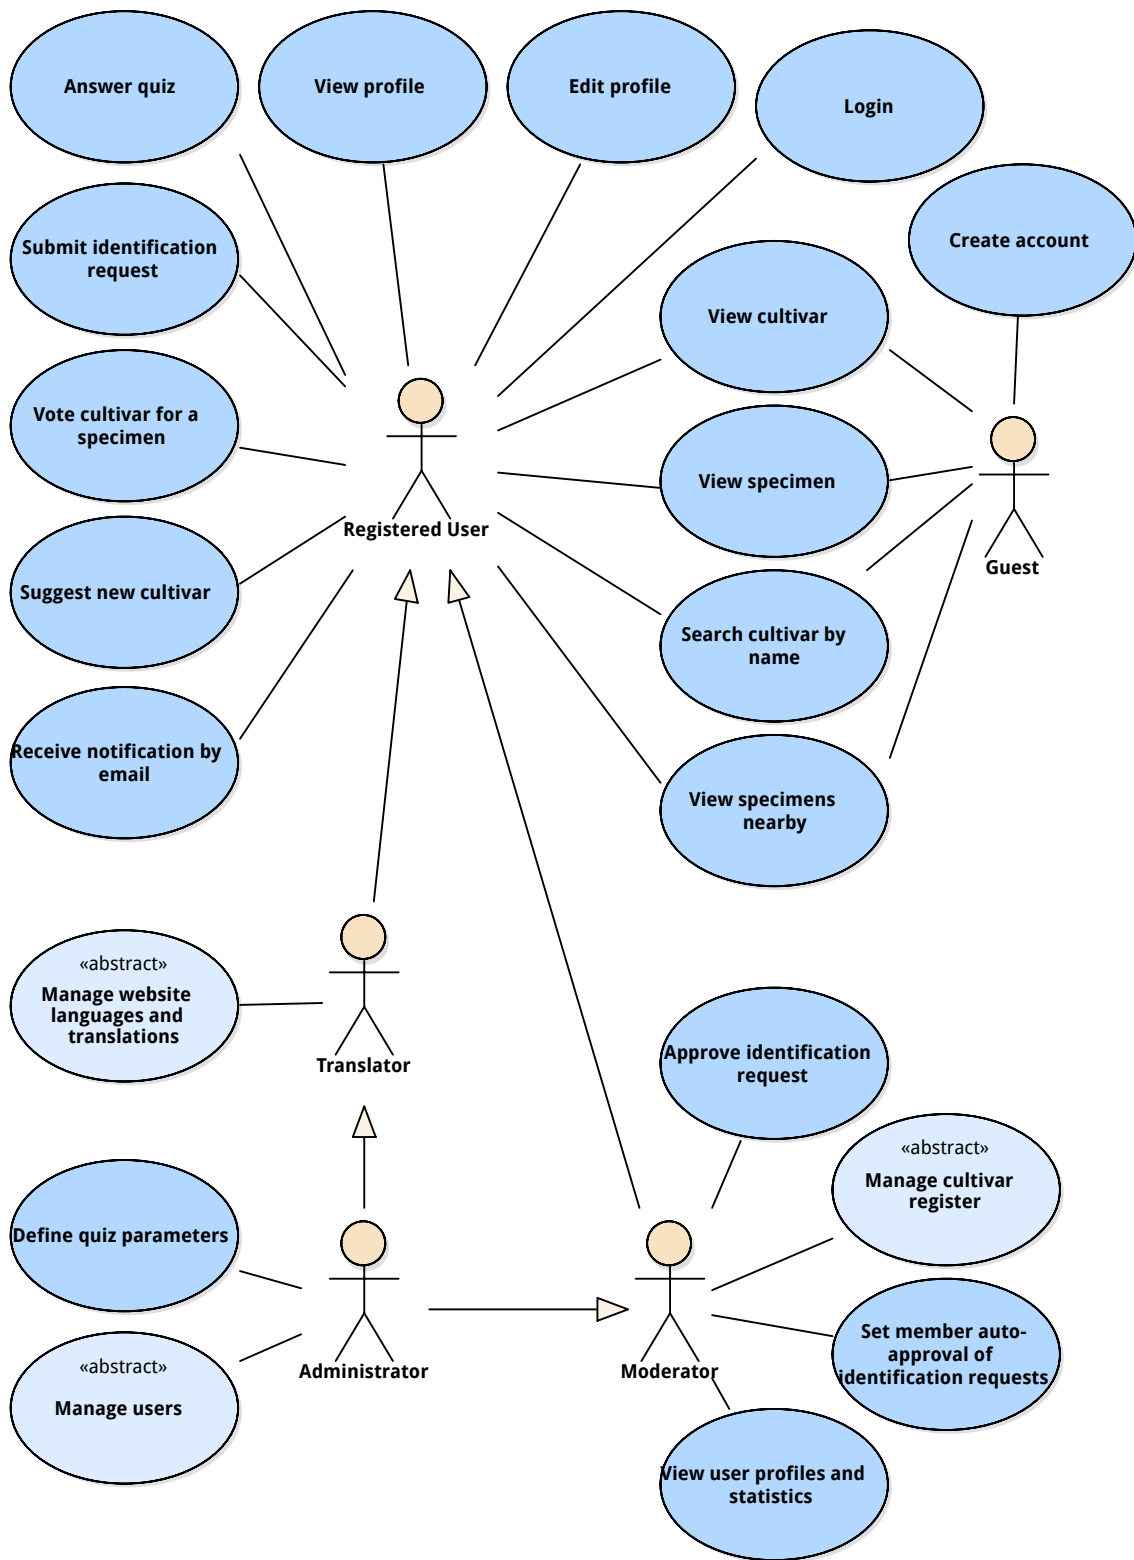 Answer quiz
View profile
Edit profile
Login
Create account
Submit identification
request
View cultivar
Vote cultivar for a
specimen
View specimen
Registered User
Guest
Suggest new cultivar
Search cultivar by
name
Receive notification by
email
View specimens
nearby
«abstract»
Manage website
languages and
translations
Translator
Approve identification
request
«abstract»
Manage cultivar
register
Define quiz parameters
Set member auto-
approval of
identification requests
Administrator
Moderator
«abstract»
Manage users
View user profiles and
statistics